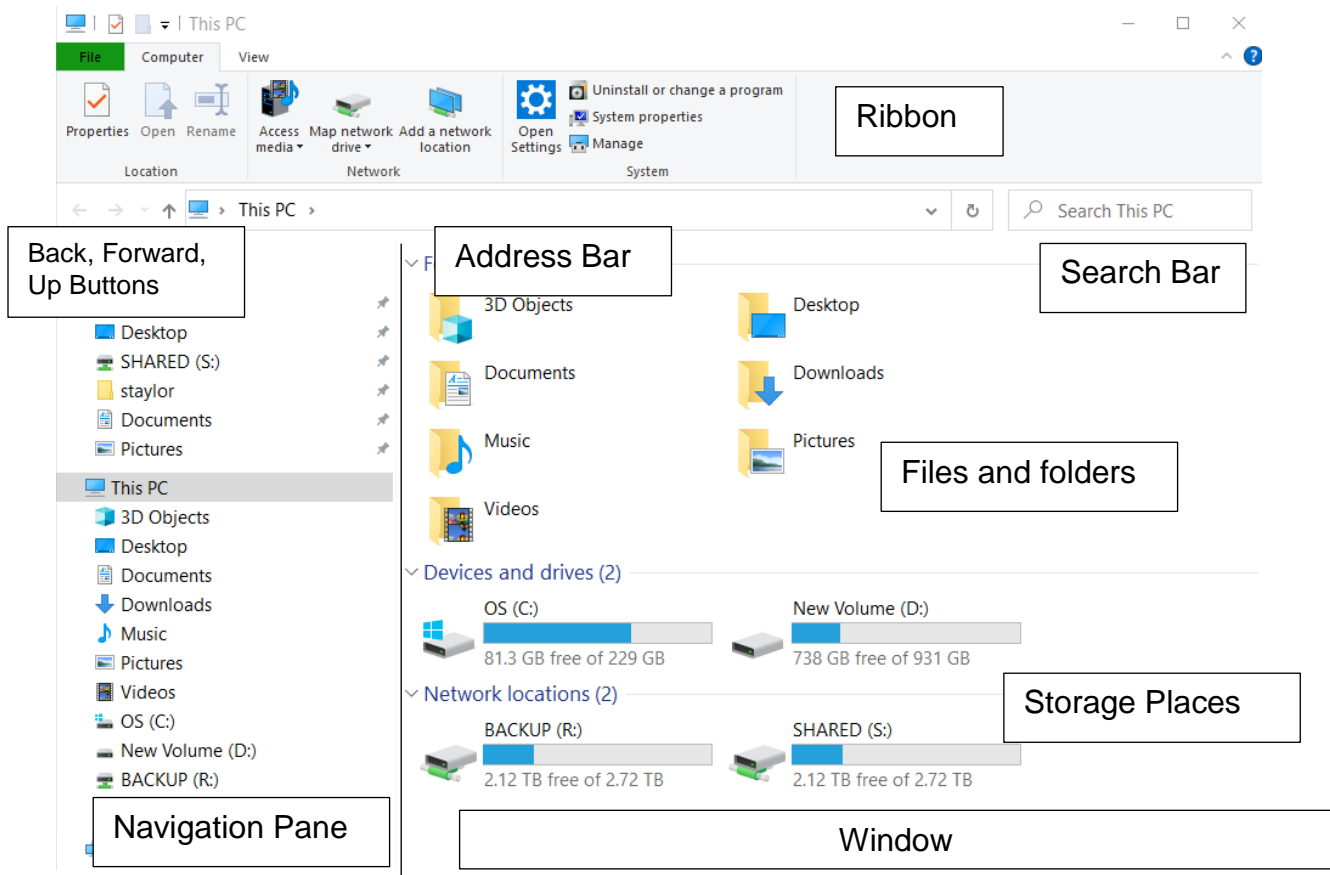 This PC
File Computer View
Properties Open Rename
Location
Access media
Map network drive
Add a network location
Network
Open Settings
Uninstall or change a program
System properties
Manage
System
Ribbon
This PC
Search This PC
Back, Forward,
Up Buttons
Address Bar
Search Bar
Desktop
SHARED (S:)
staylor
Documents
Pictures
This PC
3D Objects
Desktop
Documents
Downloads
Music
Pictures
Videos
OS (C:)
New Volume (D:)
BACKUP (R:)
Navigation Pane
F
3D Objects
Desktop
Documents
Downloads
Music
Pictures
Videos
Files and folders
Devices and drives (2)
OS (C:)
81.3 GB free of 229 GB
New Volume (D:)
738 GB free of 931 GB
Network locations (2)
Storage Places
BACKUP (R:)
2.12 TB free of 2.72 TB
SHARED (S:)
2.12 TB free of 2.72 TB
Window